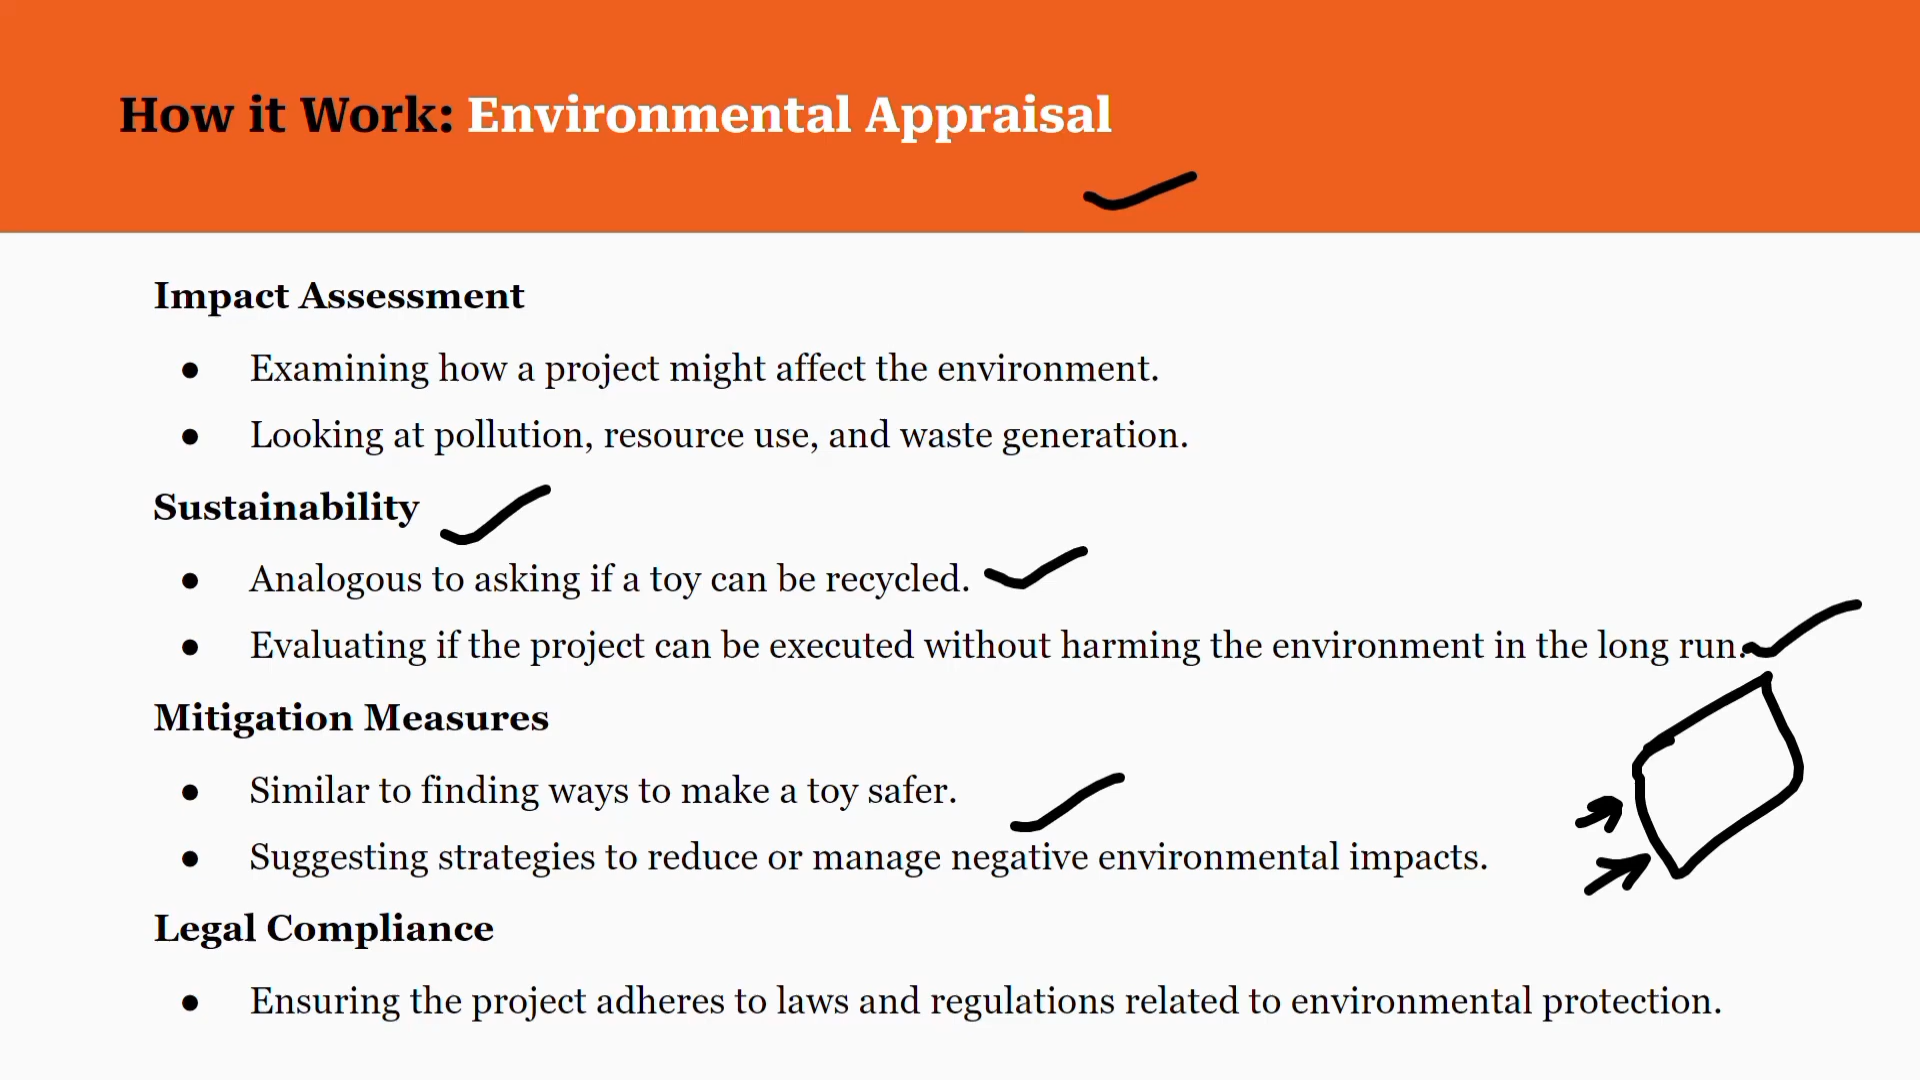 How it Work: Environmental Appraisal
Impact Assessment
● Examining how a project might affect the environment.
● Looking at pollution, resource use, and waste generation.
Sustainability
● Analogous to asking if a toy can be recycled.
● Evaluating if the project can be executed without harming the environment in the long run.
Mitigation Measures
● Similar to finding ways to make a toy safer.
● Suggesting strategies to reduce or manage negative environmental impacts.
Legal Compliance
● Ensuring the project adheres to laws and regulations related to environmental protection.